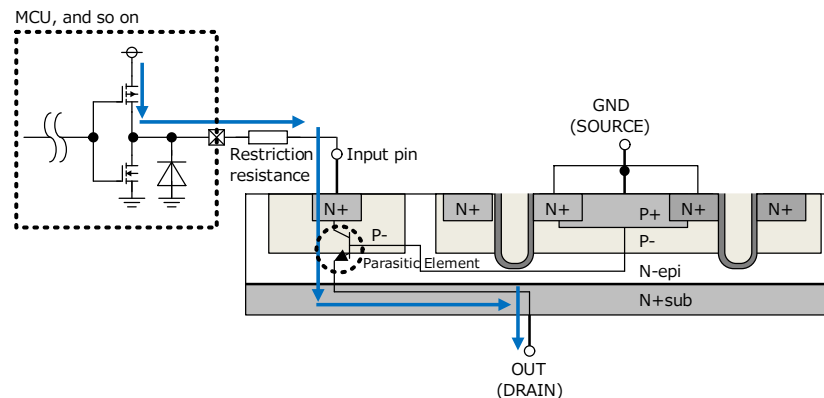 MCU, and so on
GND
(SOURCE)
Restriction
resistance
Input pin
N+
N+
N+
P+
N+
N+
P-
P-
Parasitic Element
N-epi
N+sub
OUT
(DRAIN)